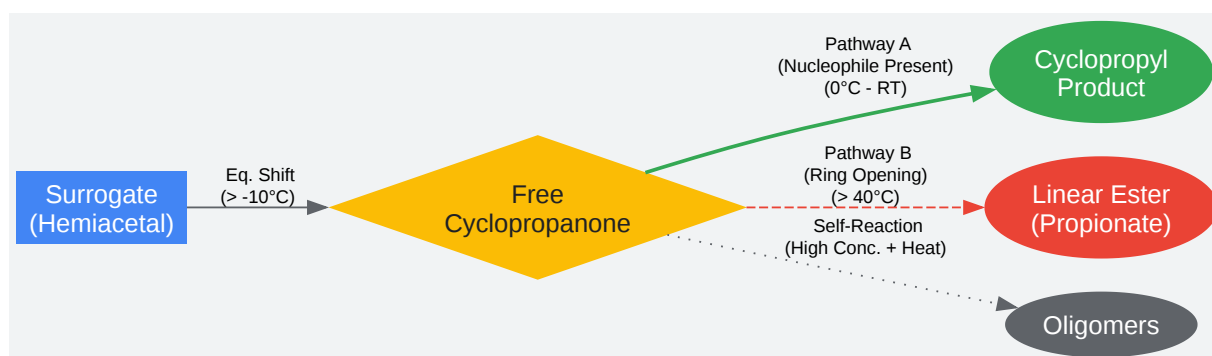 Surrogate
(Hemiacetal)
Eq. Shift
(> -10°C)
Free
Cyclopropanone
Pathway A
(Nucleophile Present)
(0°C - RT)
Cyclopropyl
Product
Pathway B
(Ring Opening)
(> 40°C)
Linear Ester
(Propionate)
Self-Reaction
(High Conc. + Heat)
Oligomers